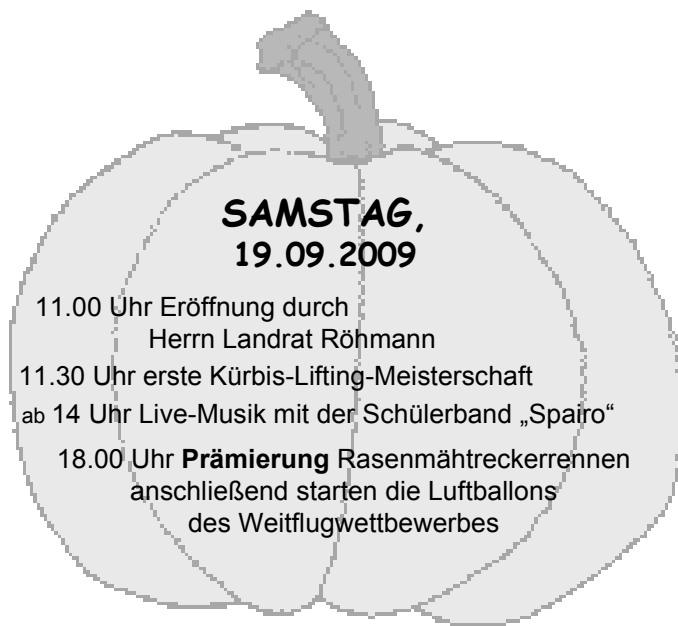 SAMSTAG,
19.09.2009
11.00 Uhr Eröffnung durch
Herrn Landrat Röhmann
11.30 Uhr erste Kürbis-Lifting-Meisterschaft
ab 14 Uhr Live-Musik mit der Schülerband „Spairo“
18.00 Uhr Prämierung Rasenmähtreckerrennen
anschließend starten die Luftballons
des Weitflugwettbewerbes